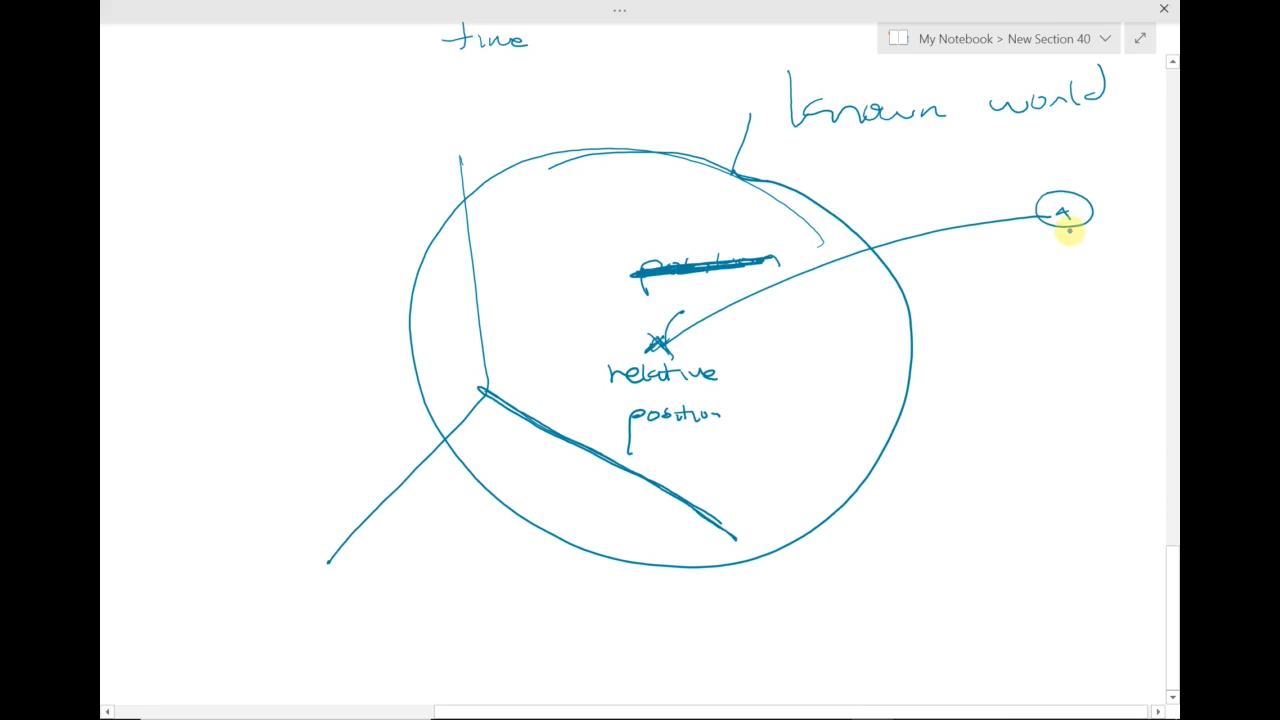 ...
time
My Notebook > New Section 40
known world
relative
position